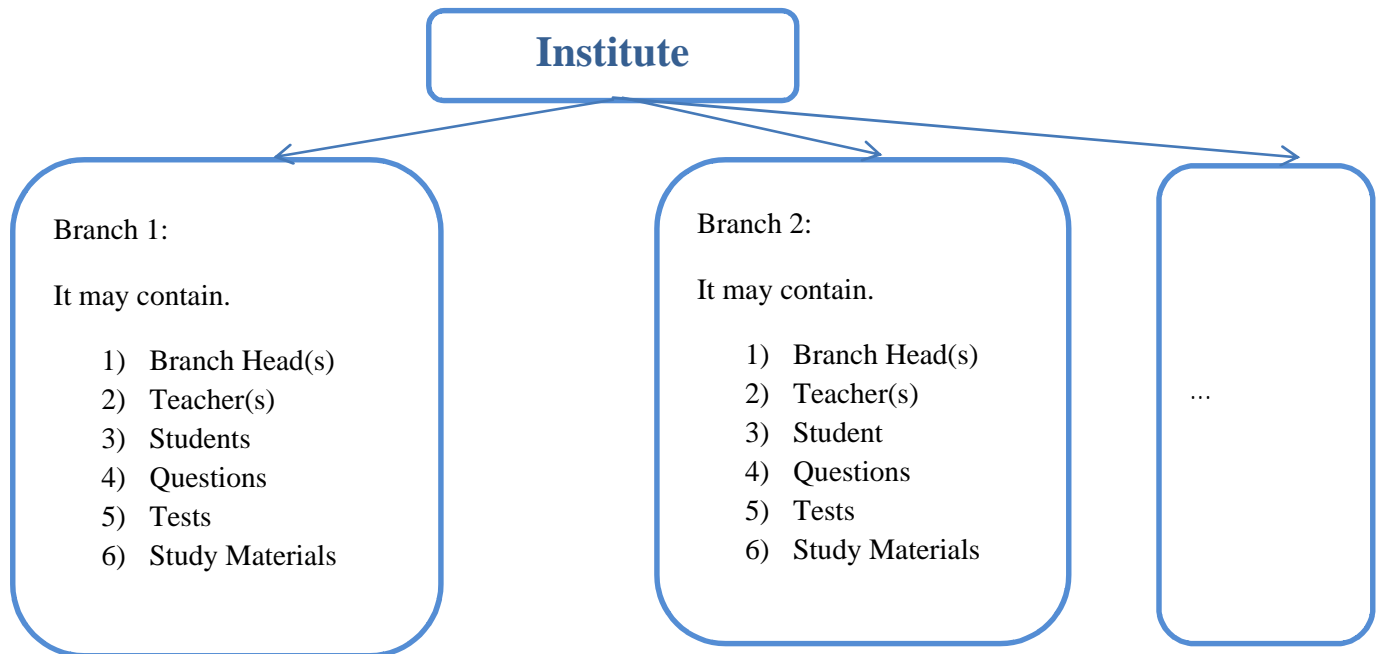 Institute
Branch 1:
It may contain.
1) Branch Head(s)
2) Teacher(s)
3) Students
4) Questions
5) Tests
6) Study Materials
Branch 2:
It may contain.
1) Branch Head(s)
2) Teacher(s)
3) Student
4) Questions
5) Tests
6) Study Materials
...